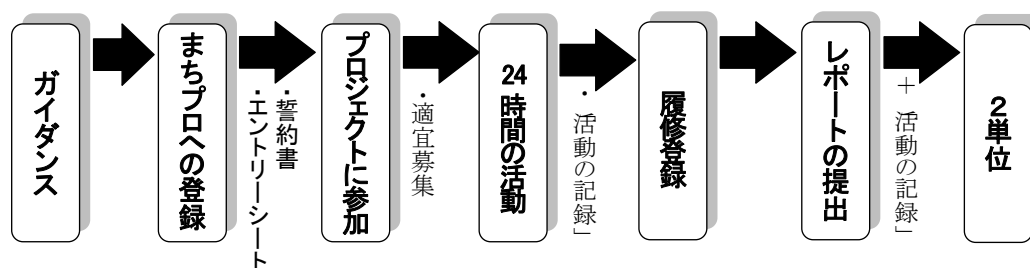 ガイダンス
まちプロへの登録
・誓約書
・エントリーシート
プロジェクトに参加
・適宜募集
24時間の活動
・活動の記録」
履修登録
レポートの提出
＋活動の記録」
２単位